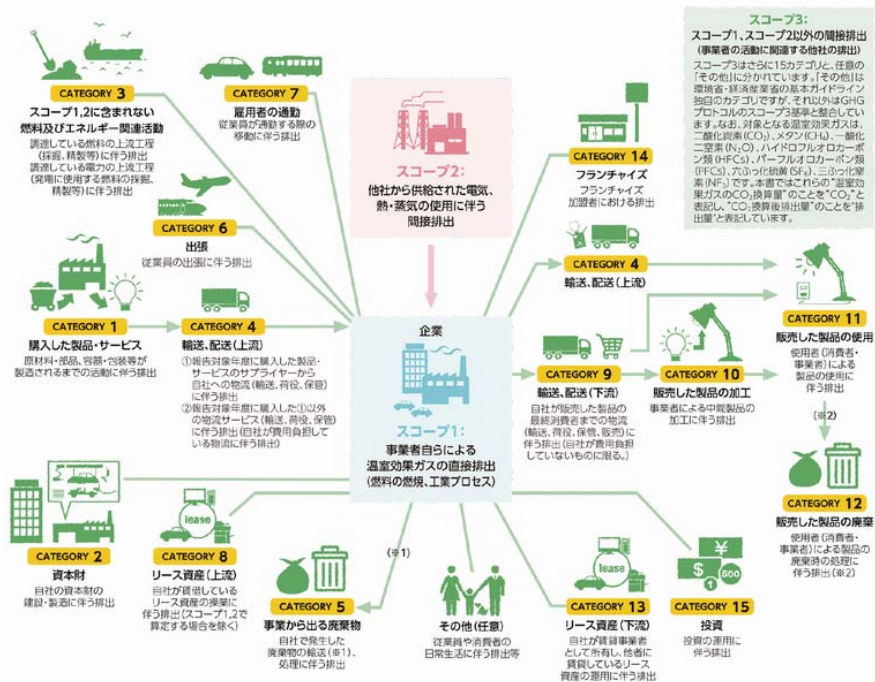 スコープ3:
スコープ1、スコープ2以外の間接排出
(事業者の活動に関連する他社の排出)
スコープ3はさらに15カテゴリと、任意の
「その他」に分かれています。「その他」は
環境省・経済産業省の基本ガイドライン
独自のカテゴリですが、それ以外はGHG
プロトコルのスコープ3基準と整合してい
ます。なお、対象となる温室効果ガスは、
二酸化炭素(CO₂)、メタン(CH₄)、一酸化
二窒素(N₂O)、ハイドロフルオロカーボ
ン類(HFCs)、パーフルオロカーボン類
(PFCs)、六ふっ化硫黄(SF₆)、三ふっ化窒
素(NF₃)です。本書ではこれらの“温室効
果ガスのCO₂換算量”のことを“CO₂”と
表記し、“CO₂換算後排出量”のことを“排
出量”と表記しています。
CATEGORY 3
スコープ1,2に含まれない
燃料及びエネルギー関連活動
調達している燃料の上流工程
(採掘、精製等)に伴う排出
調達している電力の上流工程
(発電に使用する燃料の採掘、
精製等)に伴う排出
CATEGORY 7
雇用者の通勤
従業員が通勤する際の
移動に伴う排出
スコープ2:
他社から供給された電気、
熱・蒸気の使用に伴う
間接排出
CATEGORY 14
フランチャイズ
フランチャイズ
加盟者における排出
CATEGORY 6
出張
従業員の出張に伴う排出
CATEGORY 4
輸送、配送(上流)
CATEGORY 1
購入した製品・サービス
原材料・部品、容器・包装等が
製造されるまでの活動に伴う排出
CATEGORY 4
輸送、配送(上流)
①報告対象年度に購入した製品・
サービスのサプライヤーから
自社への物流(輸送、荷役、保管)
に伴う排出
②報告対象年度に購入した①以外
の物流サービス(輸送、荷役、保管)
に伴う排出(自社が費用負担して
いる物流に伴う排出)
企業
スコープ1:
事業者自らによる
温室効果ガスの直接排出
(燃料の燃焼、工業プロセス)
CATEGORY 9
輸送、配送(下流)
自社が販売した製品の
最終消費者までの物流
(輸送、荷役、保管、販売)に
伴う排出(自社が費用負担
していないものに限る。)
CATEGORY 10
販売した製品の加工
事業者による中間製品の
加工に伴う排出
CATEGORY 11
販売した製品の使用
使用者(消費者・
事業者)による
製品の使用に
伴う排出
(※2)
CATEGORY 12
販売した製品の廃棄
使用者(消費者・
事業者)による製品の
廃棄時の処理に
伴う排出(※2)
CATEGORY 2
資本財
自社の資本財の
建設・製造に伴う排出
lease
CATEGORY 8
リース資産(上流)
自社が賃借している
リース資産の操業に
伴う排出(スコープ1,2で
算定する場合を除く)
(※1)
CATEGORY 5
事業から出る廃棄物
自社で発生した
廃棄物の輸送(※1)、
処理に伴う排出
その他(任意)
従業員や消費者の
日常生活に伴う排出等
lease
CATEGORY 13
リース資産(下流)
自社が賃貸事業者
として所有し、他者に
賃貸しているリース
資産の運用に伴う排出
¥
$
1
500
CATEGORY 15
投資
投資の運用に
伴う排出